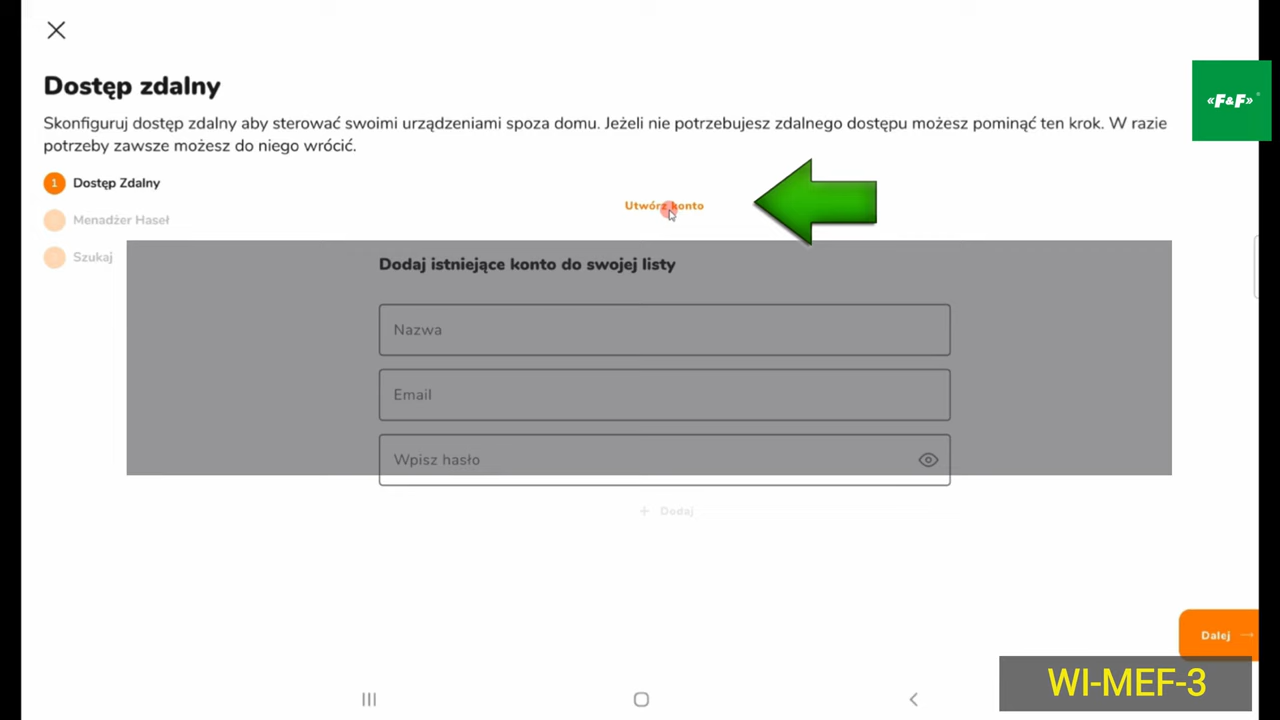 Dostęp zdalny
Skonfiguruj dostęp zdalny aby sterować swoimi urządzeniami spoza domu. Jeżeli nie potrzebujesz zdalnego dostępu możesz pominąć ten krok. W razie
potrzeby zawsze możesz do niego wrócić.
«F&F»®
1 Dostęp Zdalny
Utwórz konto
Menadżer Haseł
Szukaj
Dodaj istniejące konto do swojej listy
Nazwa
Email
Wpisz hasło
+ Dodaj
Dalej →
WI-MEF-3